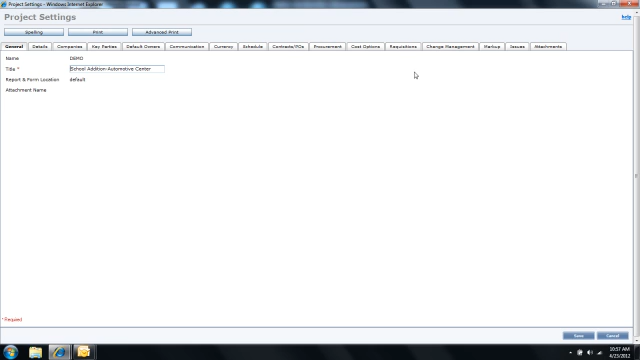 Project Settings - Windows Internet Explorer
Project Settings
help
Spelling Print Advanced Print
General Details Companies Key Parties Default Owners Communication Currency Schedule Contracts/POs Procurement Cost Options Requisitions Change Management Markup Issues Attachments
Name DEMO
Title * School Addition-Automotive Center
Report & Form Location default
Attachment Name
* Required
Save Cancel
10:57 AM
4/23/2012